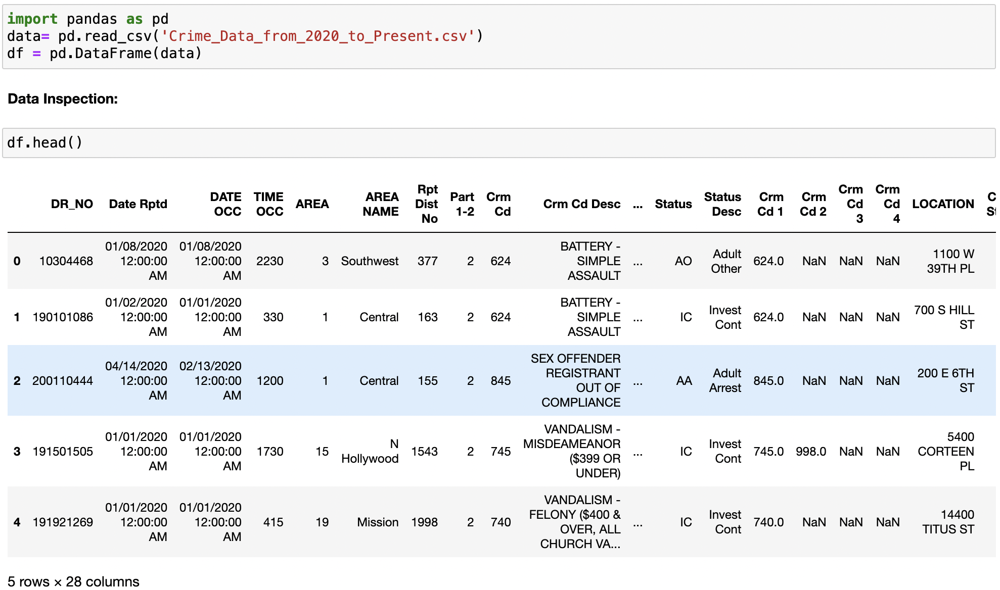 import pandas as pd
data= pd.read_csv('Crime_Data_from_2020_to_Present.csv')
df = pd.DataFrame(data)
Data Inspection:
df.head()
DR_NO Date Rptd DATE OCC TIME OCC AREA AREA NAME Rpt Dist No Part 1-2 Crm Cd Crm Cd Desc ... Status Status Desc Crm Cd 1 Crm Cd 2 Crm Cd 3 Crm Cd 4 LOCATION
0 10304468 01/08/2020 12:00:00 AM 01/08/2020 12:00:00 AM 2230 3 Southwest 377 2 624 BATTERY - SIMPLE ASSAULT ... AO Adult Other 624.0 NaN NaN NaN 1100 W 39TH PL
1 190101086 01/02/2020 12:00:00 AM 01/01/2020 12:00:00 AM 330 1 Central 163 2 624 BATTERY - SIMPLE ASSAULT ... IC Invest Cont 624.0 NaN NaN NaN 700 S HILL ST
2 200110444 04/14/2020 12:00:00 AM 02/13/2020 12:00:00 AM 1200 1 Central 155 2 845 SEX OFFENDER REGISTRANT OUT OF COMPLIANCE ... AA Adult Arrest 845.0 NaN NaN NaN 200 E 6TH ST
3 191501505 01/01/2020 12:00:00 AM 01/01/2020 12:00:00 AM 1730 15 N Hollywood 1543 2 745 VANDALISM - MISDEAMEANOR ($399 OR UNDER) ... IC Invest Cont 745.0 998.0 NaN NaN 5400 CORTEEN PL
4 191921269 01/01/2020 12:00:00 AM 01/01/2020 12:00:00 AM 415 19 Mission 1998 2 740 VANDALISM - FELONY ($400 & OVER, ALL CHURCH VA... ... IC Invest Cont 740.0 NaN NaN NaN 14400 TITUS ST
5 rows × 28 columns